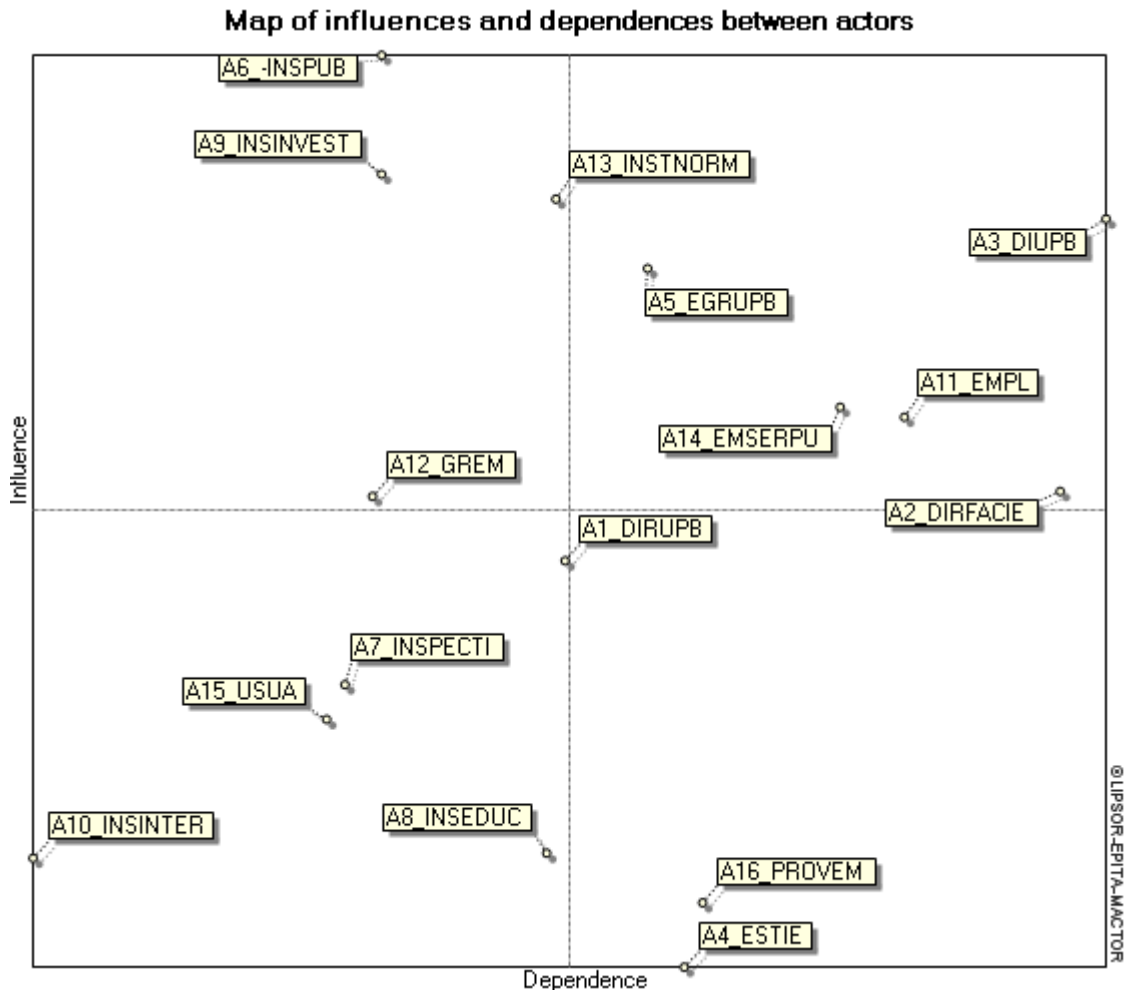 Map of influences and dependences between actors
A6_-INSPUB
A9_INSINVEST
A13_INSTNORM
A3_DIUPB
A5_EGRUPB
A11_EMPL
A14_EMSERPU
A12_GREM
Influence
A2_DIRFACIE
A1_DIRUPB
A7_INSPECTI
A15_USUA
A10_INSINTER
A8_INSEDUC
A16_PROVEM
A4_ESTIE
Dependence
© LIPSOR-EPITA-MACTOR